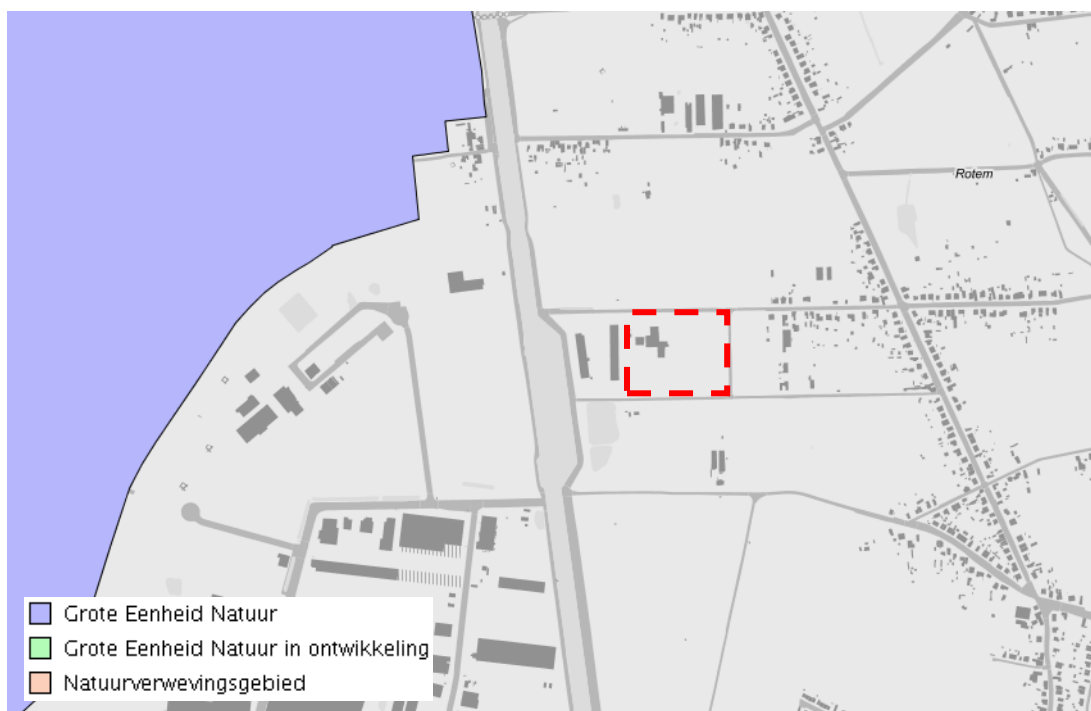 Rotem
Grote Eenheid Natuur
Grote Eenheid Natuur in ontwikkeling
Natuurverwevingsgebied